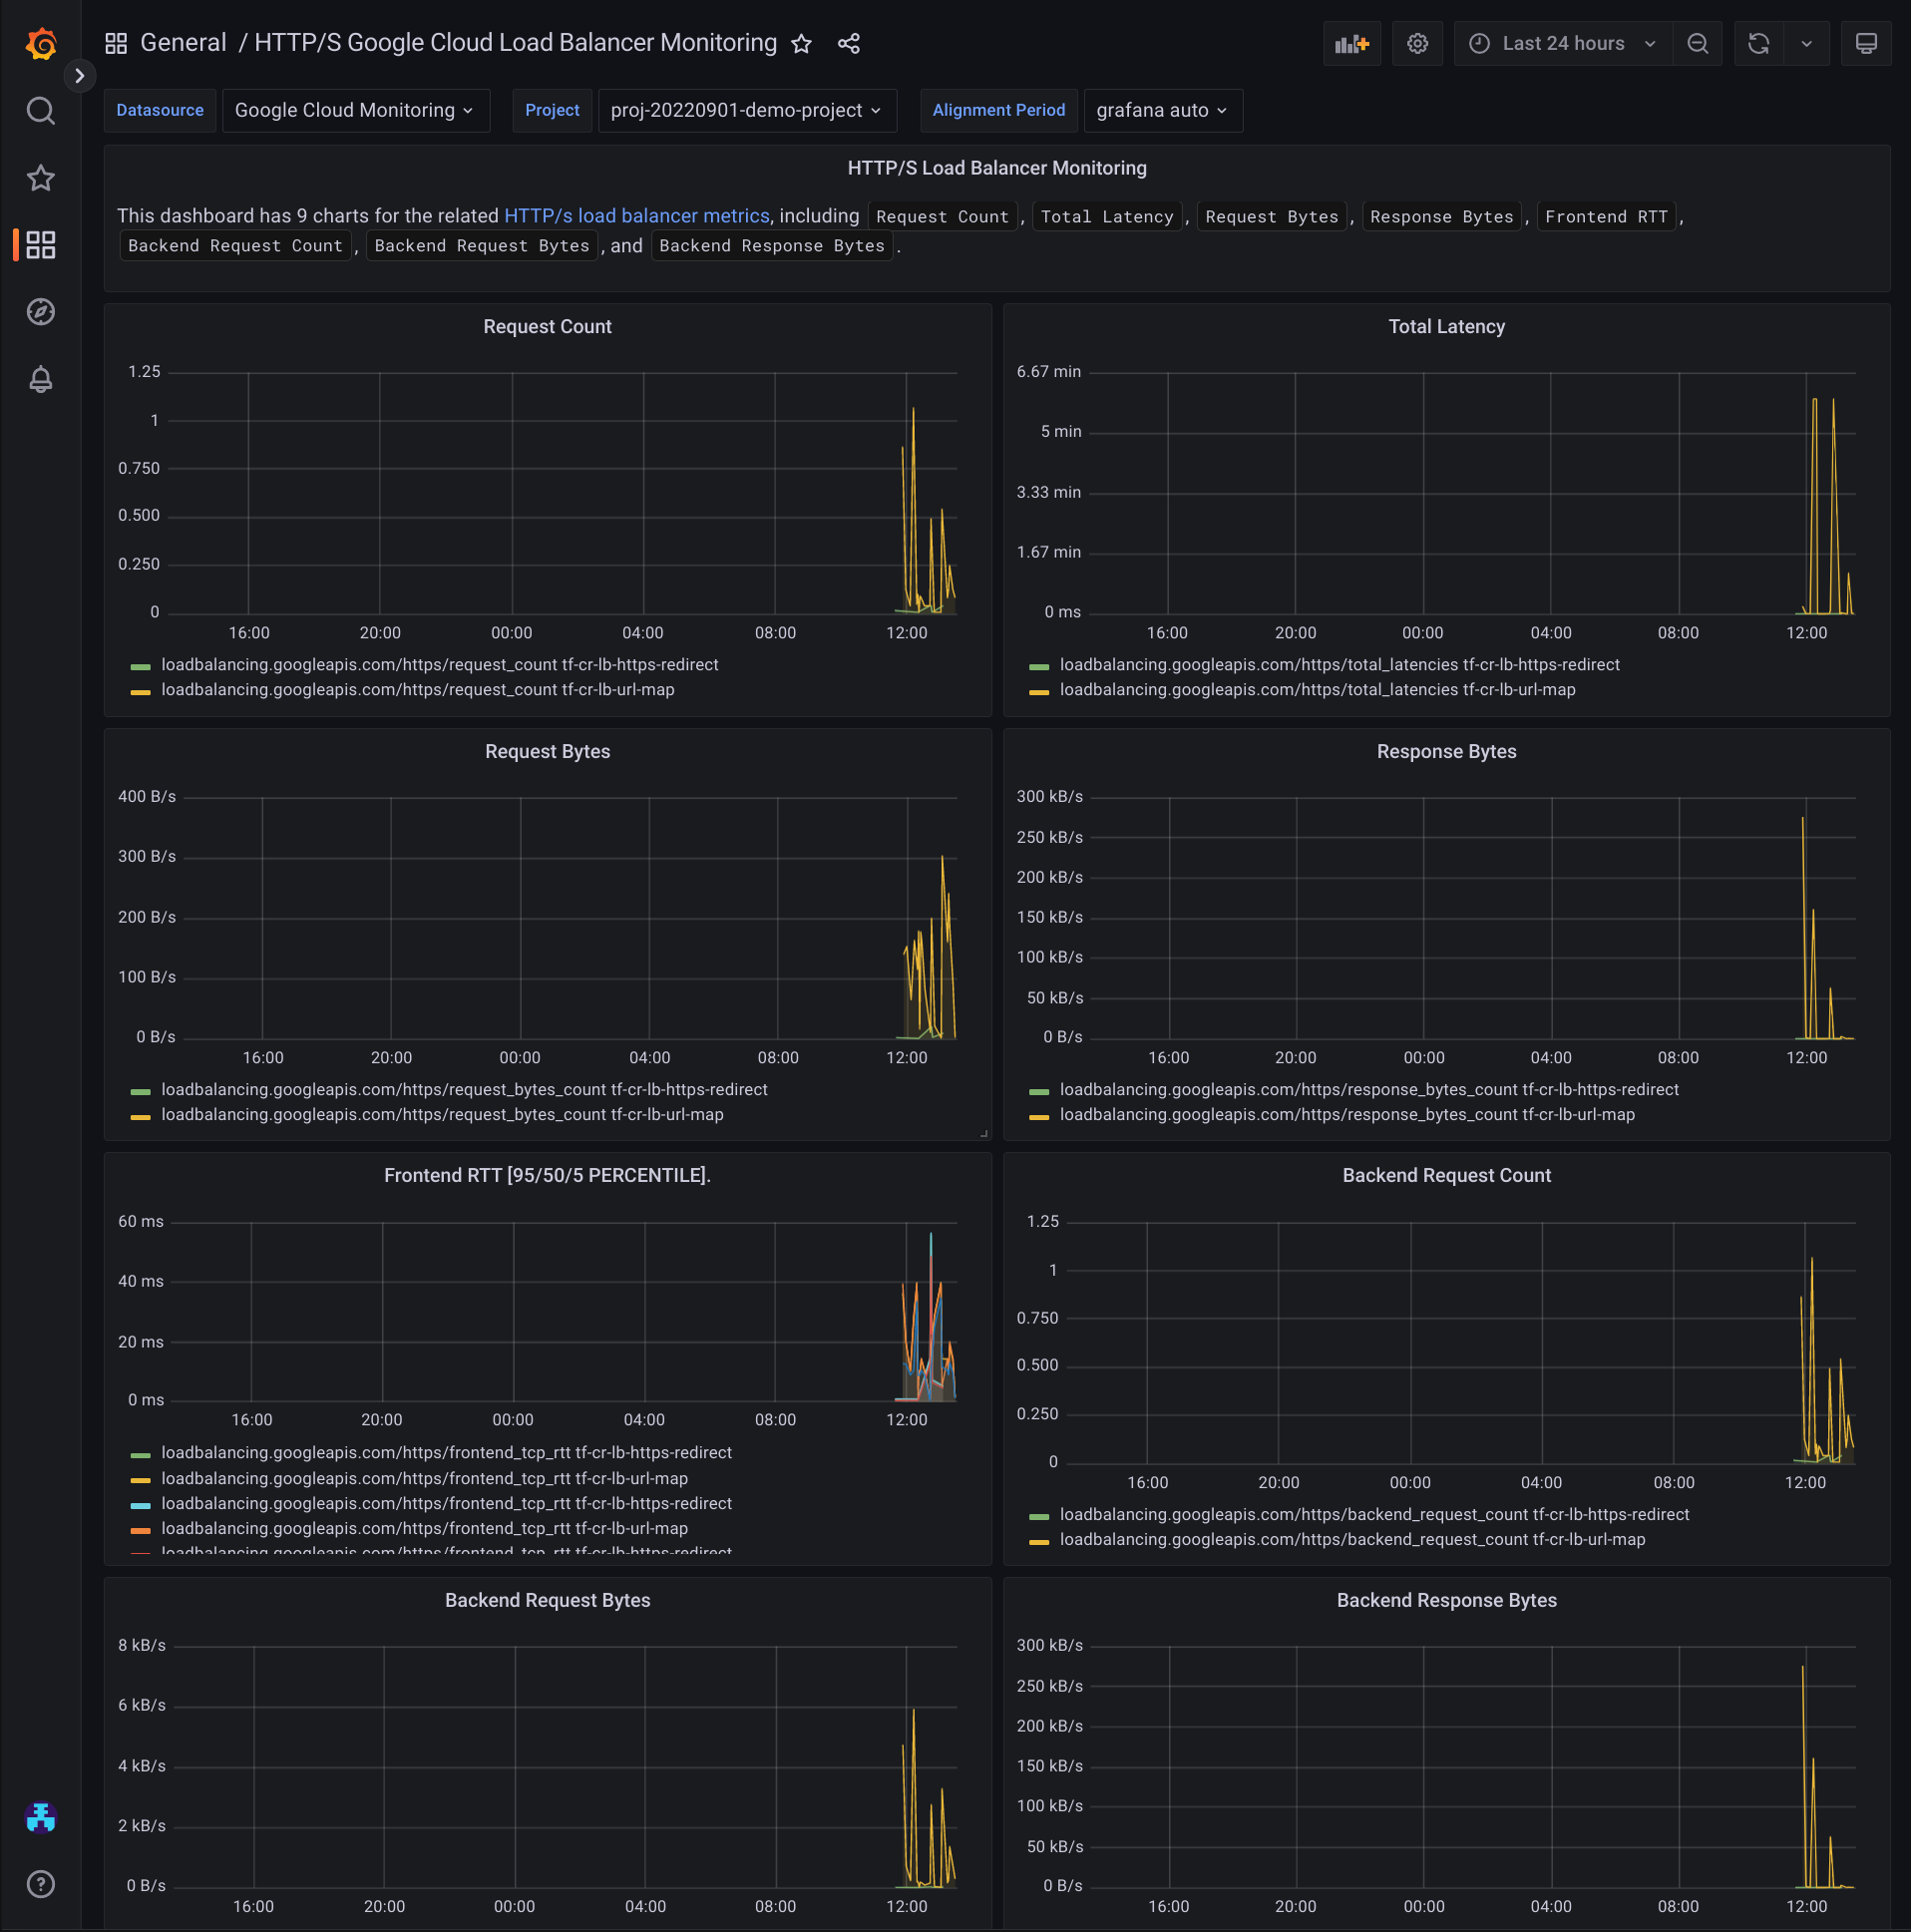 General / HTTP/S Google Cloud Load Balancer Monitoring
Last 24 hours
Datasource Google Cloud Monitoring Project proj-20220901-demo-project Alignment Period grafana auto
HTTP/S Load Balancer Monitoring
This dashboard has 9 charts for the related HTTP/s load balancer metrics, including Request Count, Total Latency, Request Bytes, Response Bytes, Frontend RTT,
Backend Request Count, Backend Request Bytes, and Backend Response Bytes.
Request Count
1.25
1
0.750
0.500
0.250
0
16:00 20:00 00:00 04:00 08:00 12:00
loadbalancing.googleapis.com/https/request_count tf-cr-lb-https-redirect
loadbalancing.googleapis.com/https/request_count tf-cr-lb-url-map
Total Latency
6.67 min
5 min
3.33 min
1.67 min
0 ms
16:00 20:00 00:00 04:00 08:00 12:00
loadbalancing.googleapis.com/https/total_latencies tf-cr-lb-https-redirect
loadbalancing.googleapis.com/https/total_latencies tf-cr-lb-url-map
Request Bytes
400 B/s
300 B/s
200 B/s
100 B/s
0 B/s
16:00 20:00 00:00 04:00 08:00 12:00
loadbalancing.googleapis.com/https/request_bytes_count tf-cr-lb-https-redirect
loadbalancing.googleapis.com/https/request_bytes_count tf-cr-lb-url-map
Response Bytes
300 kB/s
250 kB/s
200 kB/s
150 kB/s
100 kB/s
50 kB/s
0 B/s
16:00 20:00 00:00 04:00 08:00 12:00
loadbalancing.googleapis.com/https/response_bytes_count tf-cr-lb-https-redirect
loadbalancing.googleapis.com/https/response_bytes_count tf-cr-lb-url-map
Frontend RTT [95/50/5 PERCENTILE].
60 ms
40 ms
20 ms
0 ms
16:00 20:00 00:00 04:00 08:00 12:00
loadbalancing.googleapis.com/https/frontend_tcp_rtt tf-cr-lb-https-redirect
loadbalancing.googleapis.com/https/frontend_tcp_rtt tf-cr-lb-url-map
loadbalancing.googleapis.com/https/frontend_tcp_rtt tf-cr-lb-https-redirect
loadbalancing.googleapis.com/https/frontend_tcp_rtt tf-cr-lb-url-map
loadbalancing.googleapis.com/https/frontend_tcp_rtt tf-cr-lb-https-redirect
Backend Request Count
1.25
1
0.750
0.500
0.250
0
16:00 20:00 00:00 04:00 08:00 12:00
loadbalancing.googleapis.com/https/backend_request_count tf-cr-lb-https-redirect
loadbalancing.googleapis.com/https/backend_request_count tf-cr-lb-url-map
Backend Request Bytes
8 kB/s
6 kB/s
4 kB/s
2 kB/s
0 B/s
16:00 20:00 00:00 04:00 08:00 12:00
Backend Response Bytes
300 kB/s
250 kB/s
200 kB/s
150 kB/s
100 kB/s
50 kB/s
0 B/s
16:00 20:00 00:00 04:00 08:00 12:00